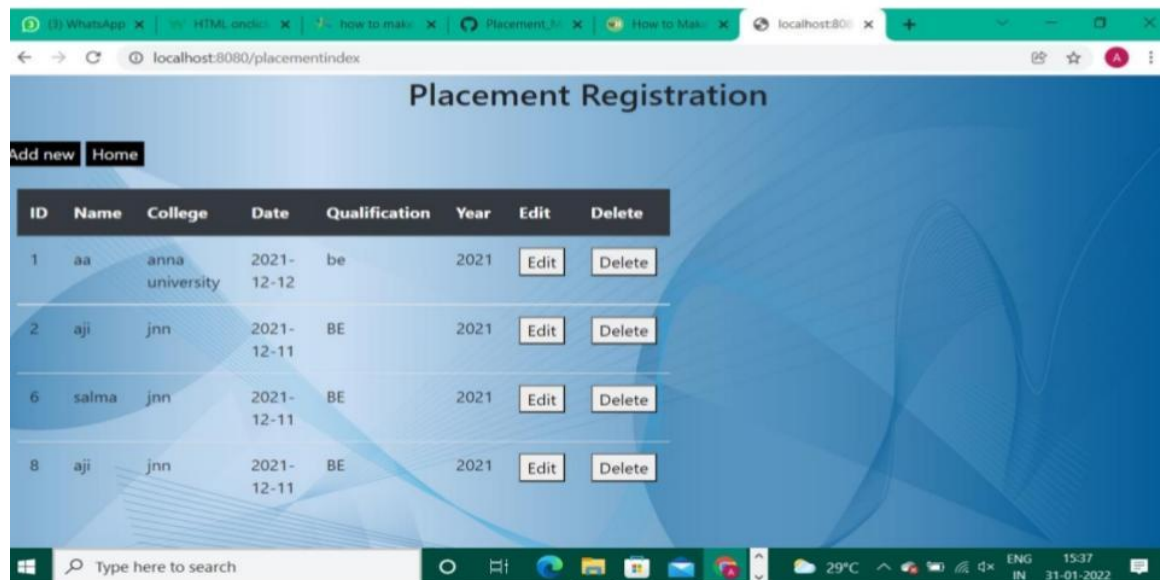 (3) WhatsApp
HTML onclic
how to make
Placement_M
How to Make
localhost:808
localhost:8080/placementindex
A
Placement Registration
Add new Home
ID Name College Date Qualification Year Edit Delete
1 aa anna university 2021-12-12 be 2021 Edit Delete
2 aji jnn 2021-12-11 BE 2021 Edit Delete
6 salma jnn 2021-12-11 BE 2021 Edit Delete
8 aji jnn 2021-12-11 BE 2021 Edit Delete
Type here to search
29°C
ENG
IN
15:37
31-01-2022